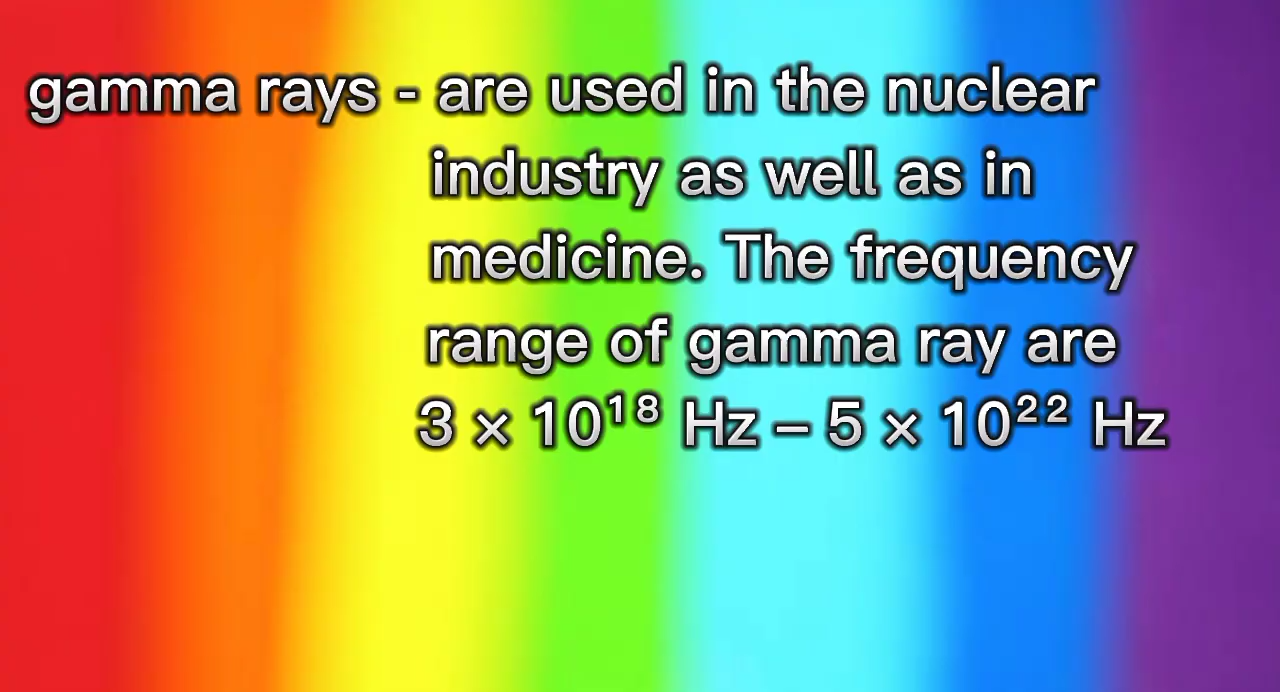 gamma rays - are used in the nuclear
industry as well as in
medicine. The frequency
range of gamma ray are
3 × 10¹⁸ Hz – 5 × 10²² Hz